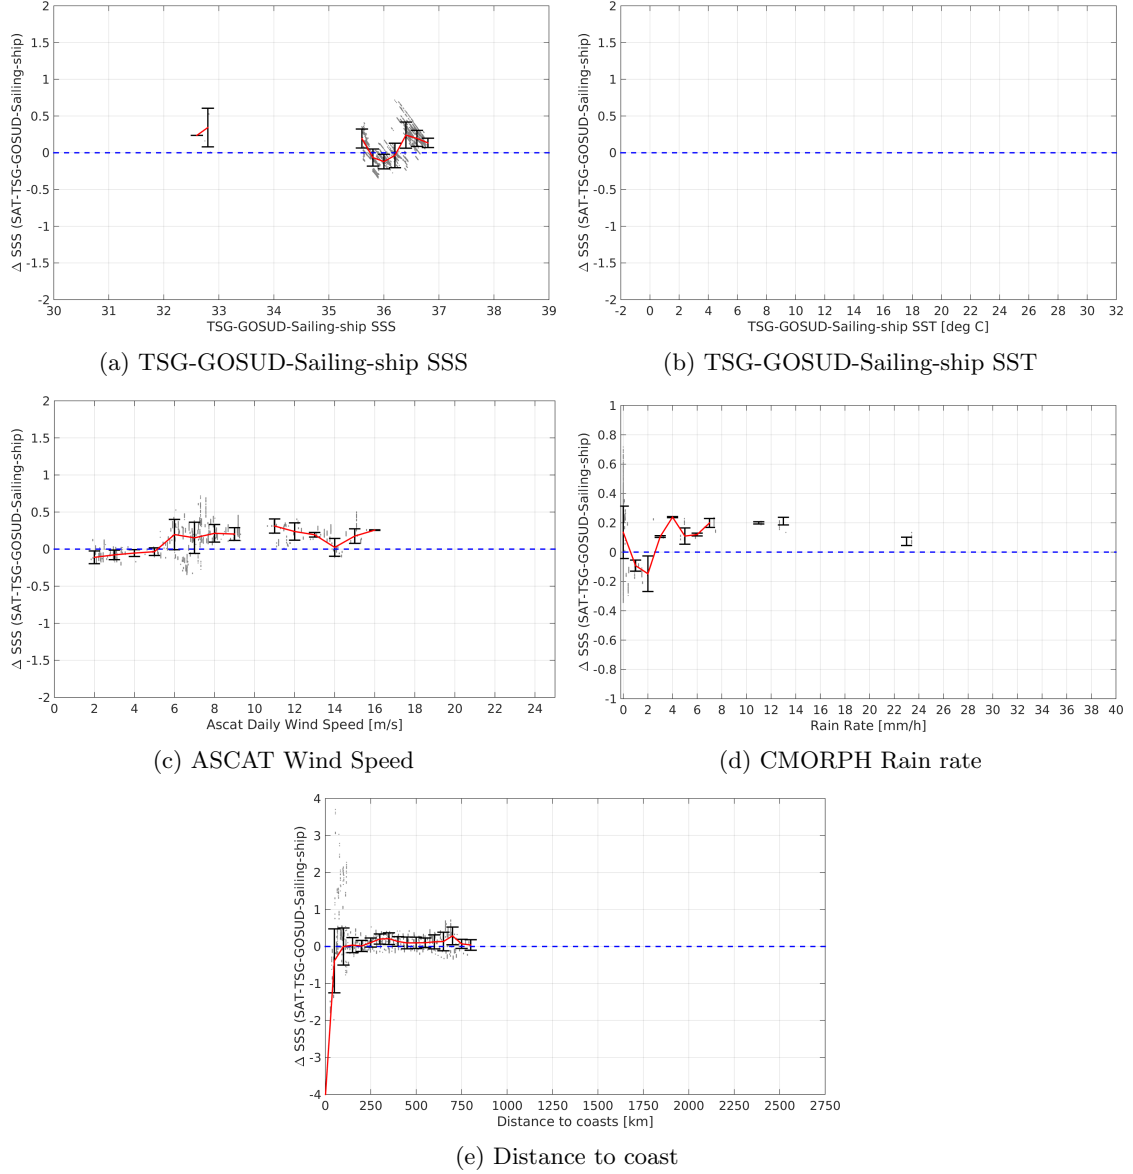 2
1.5
1
0.5
0
-0.5
-1
-1.5
-2
Δ SSS (SAT-TSG-GOSUD-Sailing-ship)
30 31 32 33 34 35 36 37 38 39
TSG-GOSUD-Sailing-ship SSS
(a) TSG-GOSUD-Sailing-ship SSS
2
1.5
1
0.5
0
-0.5
-1
-1.5
-2
Δ SSS (SAT-TSG-GOSUD-Sailing-ship)
-2 0 2 4 6 8 10 12 14 16 18 20 22 24 26 28 30 32
TSG-GOSUD-Sailing-ship SST [deg C]
(b) TSG-GOSUD-Sailing-ship SST
2
1.5
1
0.5
0
-0.5
-1
-1.5
-2
Δ SSS (SAT-TSG-GOSUD-Sailing-ship)
0 2 4 6 8 10 12 14 16 18 20 22 24
Ascat Daily Wind Speed [m/s]
(c) ASCAT Wind Speed
1
0.8
0.6
0.4
0.2
0
-0.2
-0.4
-0.6
-0.8
-1
Δ SSS (SAT-TSG-GOSUD-Sailing-ship)
0 2 4 6 8 10 12 14 16 18 20 22 24 26 28 30 32 34 36 38 40
Rain Rate [mm/h]
(d) CMORPH Rain rate
4
3
2
1
0
-1
-2
-3
-4
Δ SSS (SAT-TSG-GOSUD-Sailing-ship)
0 250 500 750 1000 1250 1500 1750 2000 2250 2500 2750
Distance to coasts [km]
(e) Distance to coast